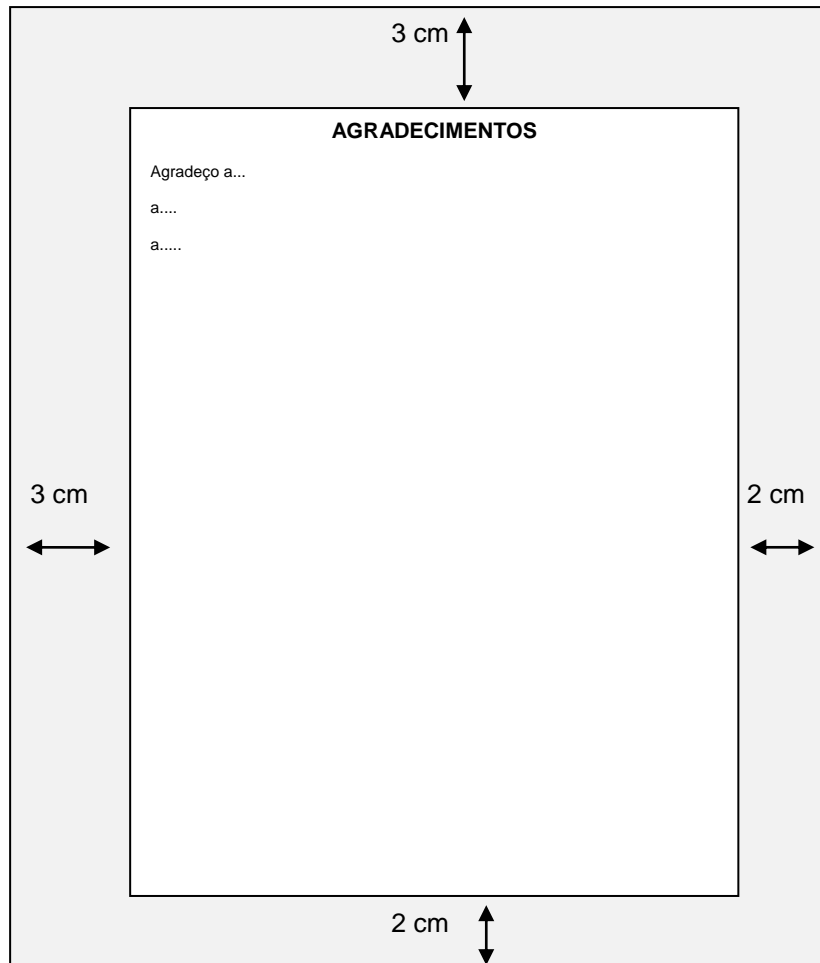 3 cm
AGRADECIMENTOS
Agradeço a...
a....
a.....
3 cm
2 cm
2 cm